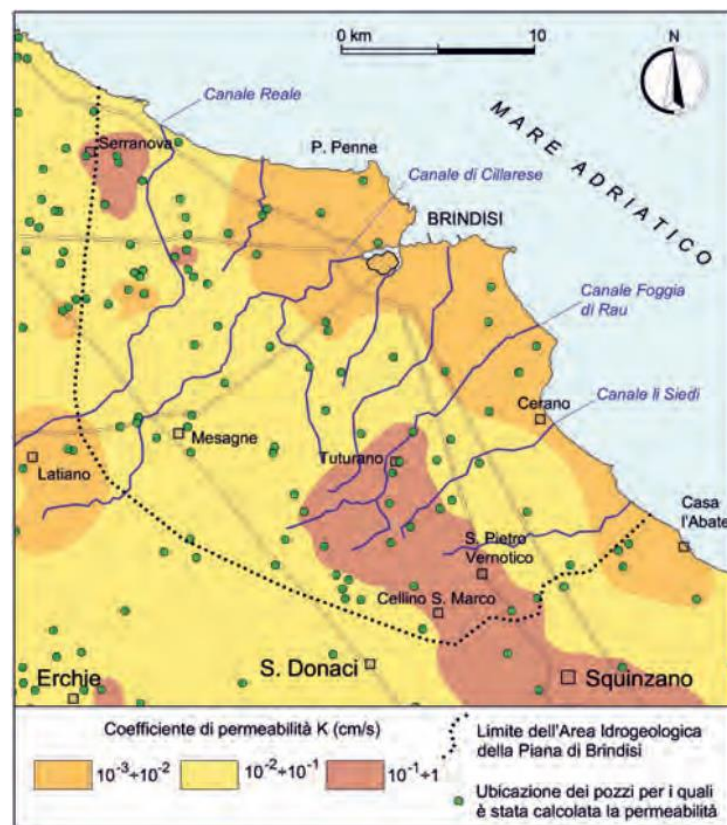 0 km 10
N
Canale Reale
MARE ADRIATICO
Serranova
P. Penne
Canale di Cillarese
BRINDISI
Canale Foggia
di Rau
Canale li Siedi
Cerano
Mesagne
Latiano
Tuturano
Casa
l'Abate
S. Pietro
Vernotico
Cellino S. Marco
S. Donaci
Erchie
Squinzano
Coefficiente di permeabilità K (cm/s)
10⁻³÷10⁻²
10⁻²÷10⁻¹
10⁻¹÷1
Limite dell'Area Idrogeologica
della Piana di Brindisi
Ubicazione dei pozzi per i quali
è stata calcolata la permeabilità